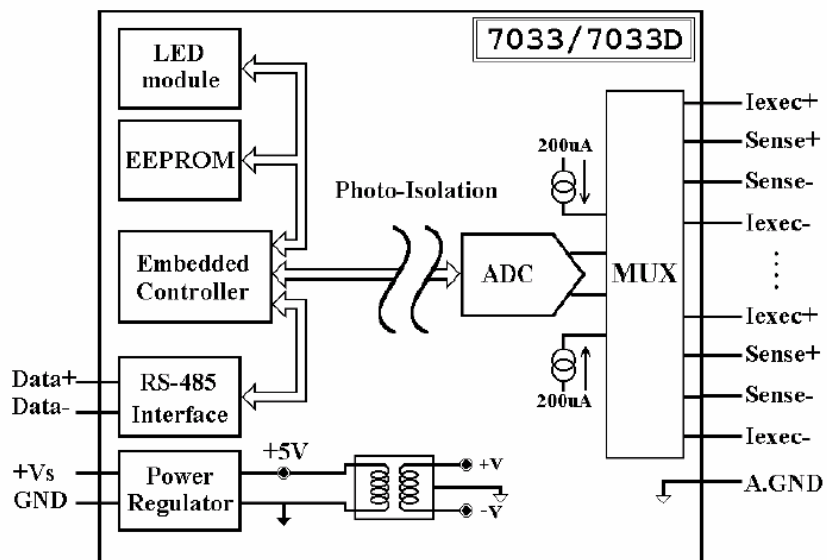 7033/7033D
LED
module
EEPROM
Photo-Isolation
Embedded
Controller
ADC
MUX
200uA
200uA
Iexec+
Sense+
Sense-
Iexec-
Iexec+
Sense+
Sense-
Iexec-
A.GND
Data+
Data-
RS-485
Interface
+Vs
GND
Power
Regulator
+5V
+V
-V